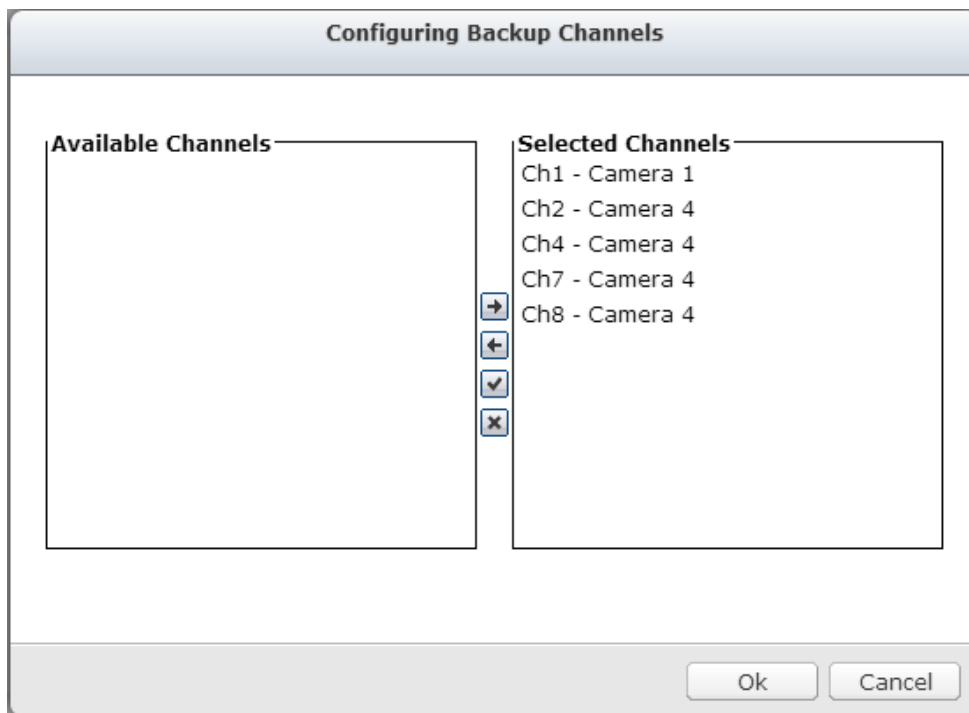 Configuring Backup Channels
Available Channels
Selected Channels
Ch1 - Camera 1
Ch2 - Camera 4
Ch4 - Camera 4
Ch7 - Camera 4
Ch8 - Camera 4
Ok
Cancel